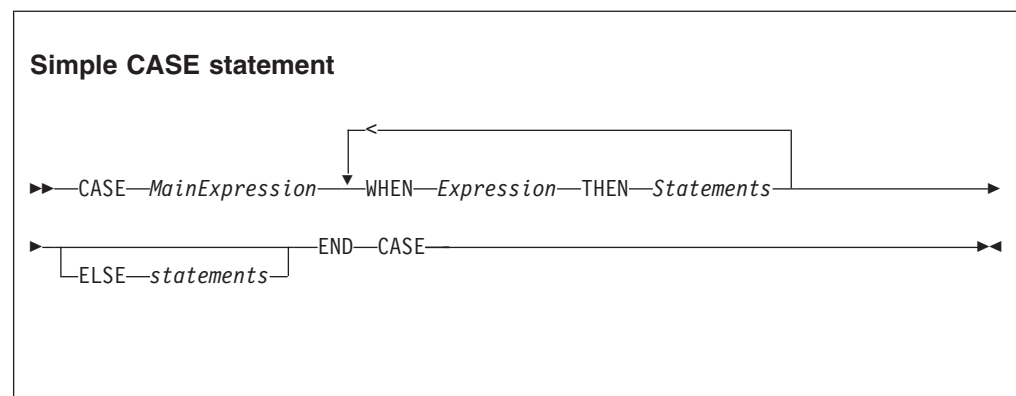 Simple CASE statement
<
CASE MainExpression WHEN Expression THEN Statements
END CASE
ELSE statements